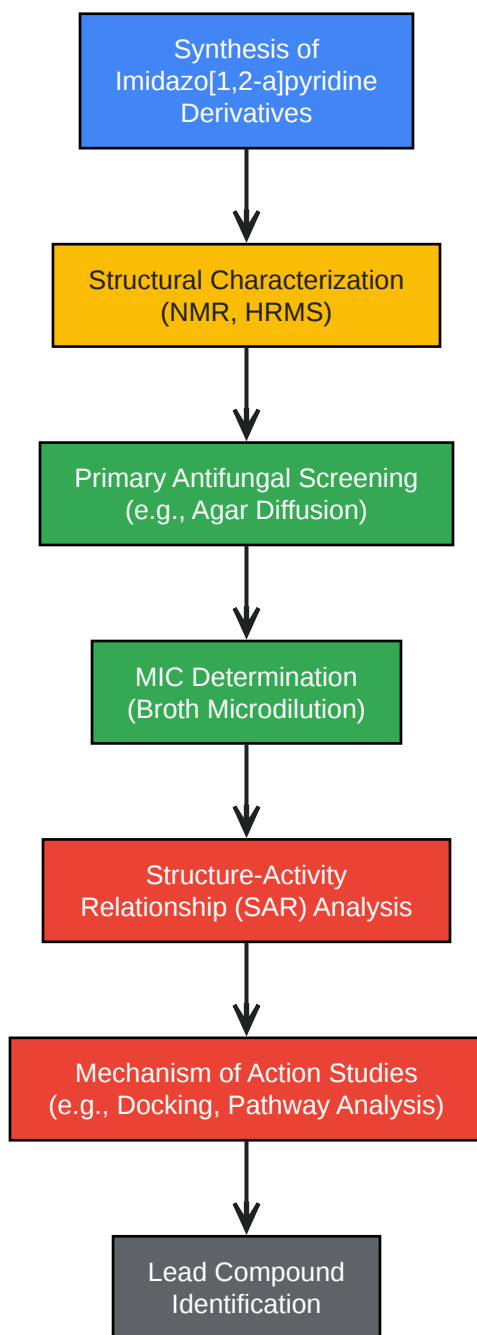 Synthesis of
Imidazo[1,2-a]pyridine
Derivatives
Structural Characterization
(NMR, HRMS)
Primary Antifungal Screening
(e.g., Agar Diffusion)
MIC Determination
(Broth Microdilution)
Structure-Activity
Relationship (SAR) Analysis
Mechanism of Action Studies
(e.g., Docking, Pathway Analysis)
Lead Compound
Identification